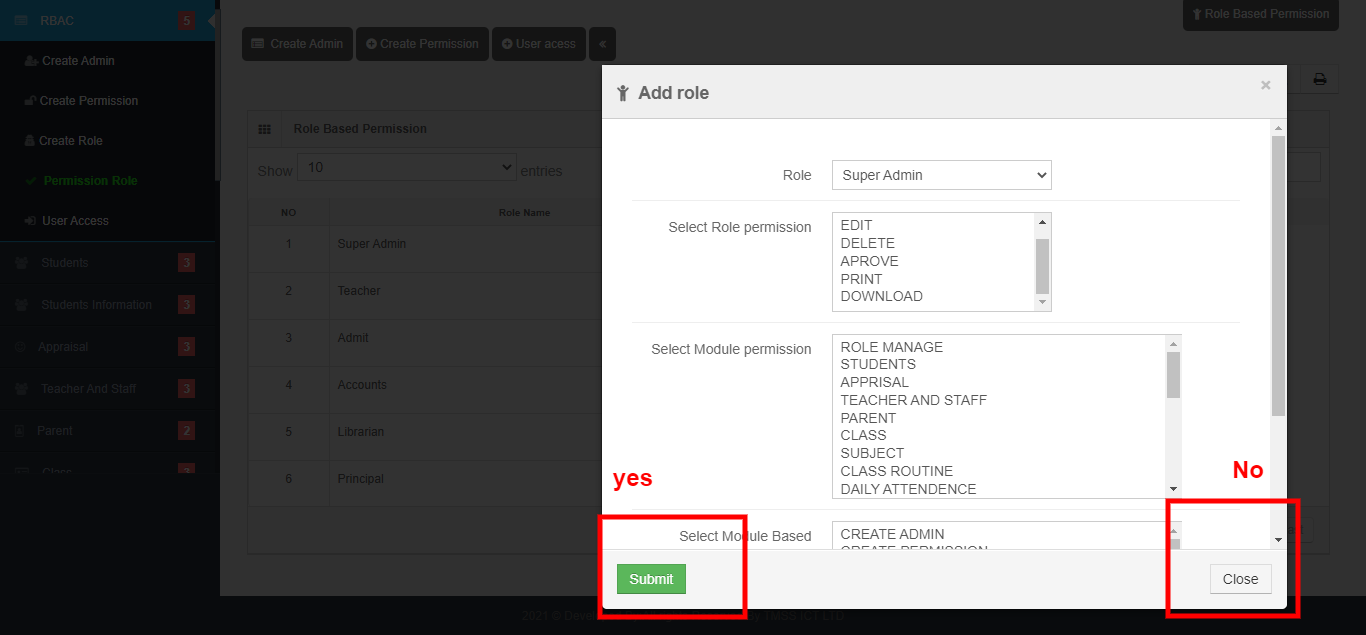 RBAC 5
Role Based Permission
Create Admin
Create Permission
User acess
«
Create Admin
Create Permission
Create Role
Permission Role
User Access
Students 3
Students Information 3
Appraisal 3
Teacher And Staff 3
Parent 2
Class 3
Role Based Permission
Show 10 entries
NO Role Name
1 Super Admin
2 Teacher
3 Admit
4 Accounts
5 Librarian
6 Principal
Add role
×
Role Super Admin
Select Role permission
EDIT
DELETE
APROVE
PRINT
DOWNLOAD
Select Module permission
ROLE MANAGE
STUDENTS
APPRISAL
TEACHER AND STAFF
PARENT
CLASS
SUBJECT
CLASS ROUTINE
DAILY ATTENDENCE
yes
No
Select Module Based
CREATE ADMIN
CREATE PERMISSION
Submit
Close
2021 © TMSS ICT LTD